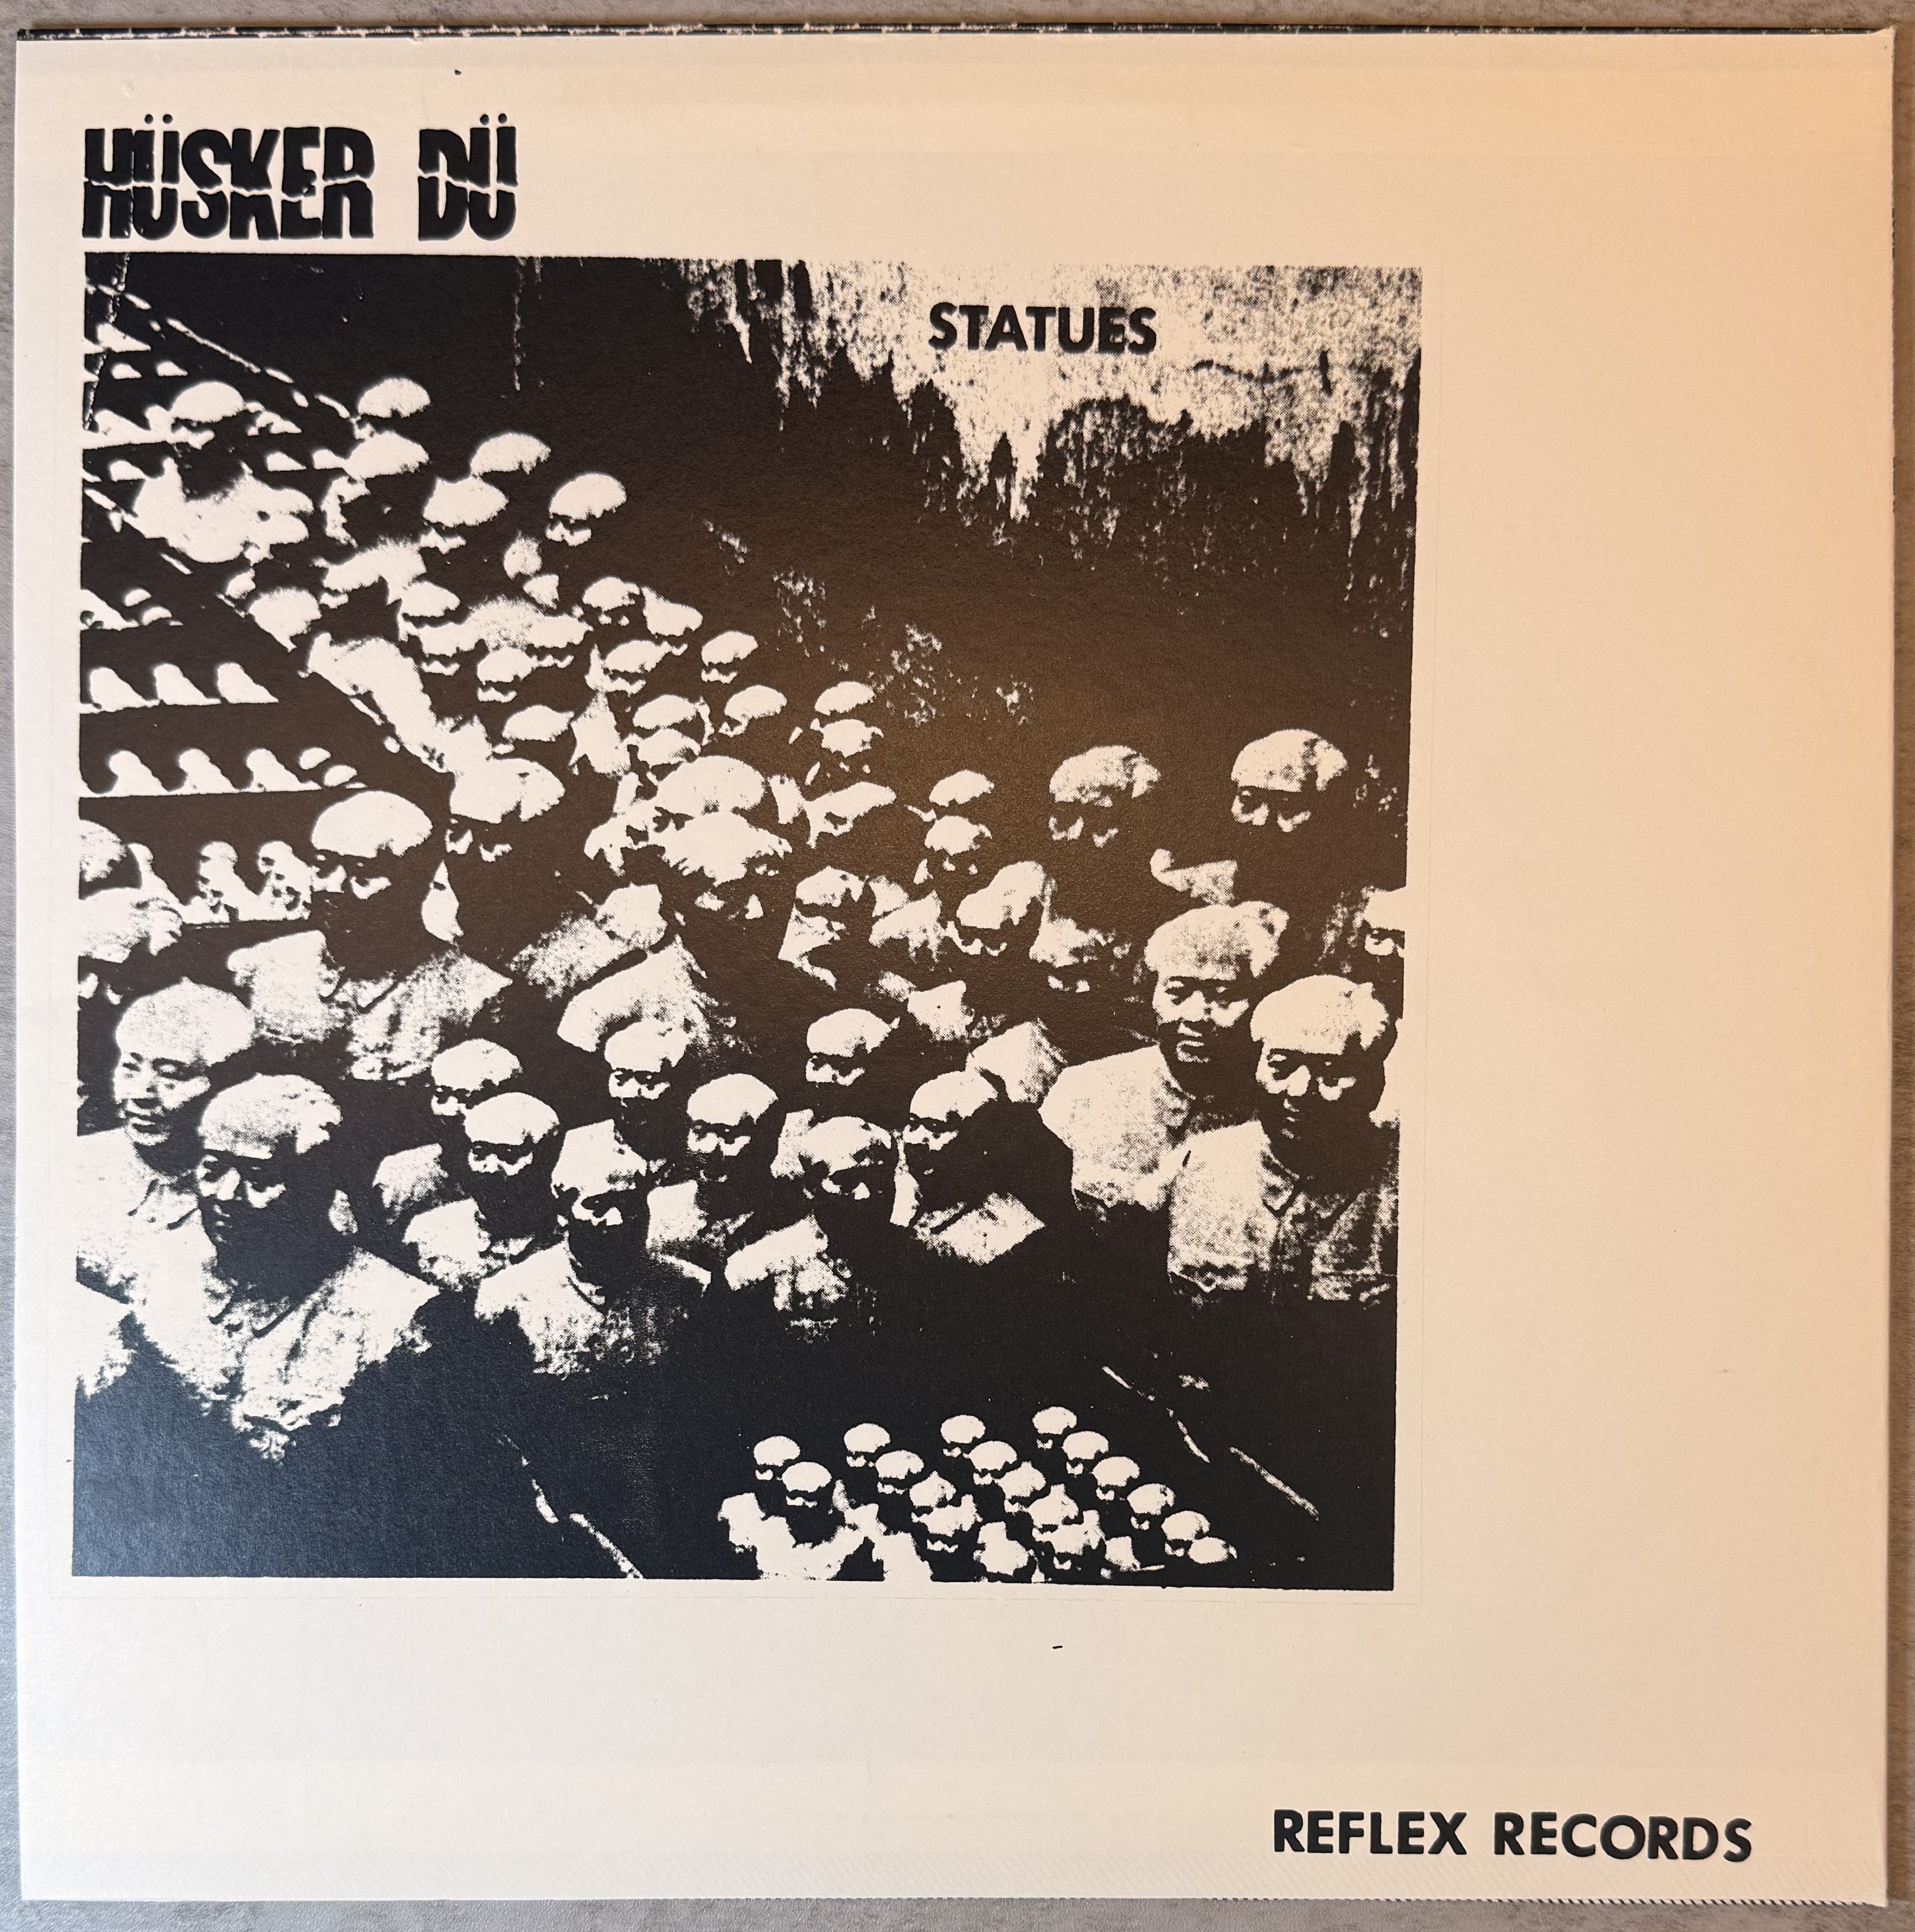 HÜSKER DÜ
STATUES
REFLEX RECORDS